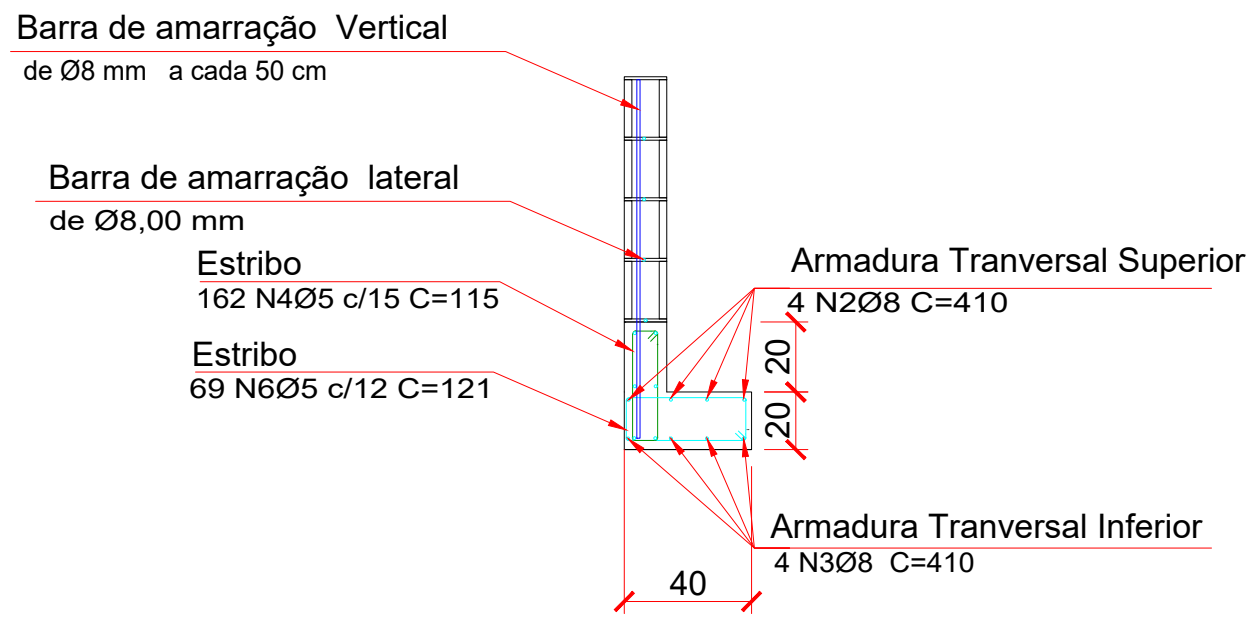 Barra de amarração Vertical
de Ø8 mm a cada 50 cm
Barra de amarração lateral
de Ø8,00 mm
Estribo
162 N4Ø5 c/15 C=115
Estribo
69 N6Ø5 c/12 C=121
Armadura Tranversal Superior
4 N2Ø8 C=410
20
20
Armadura Tranversal Inferior
4 N3Ø8 C=410
40